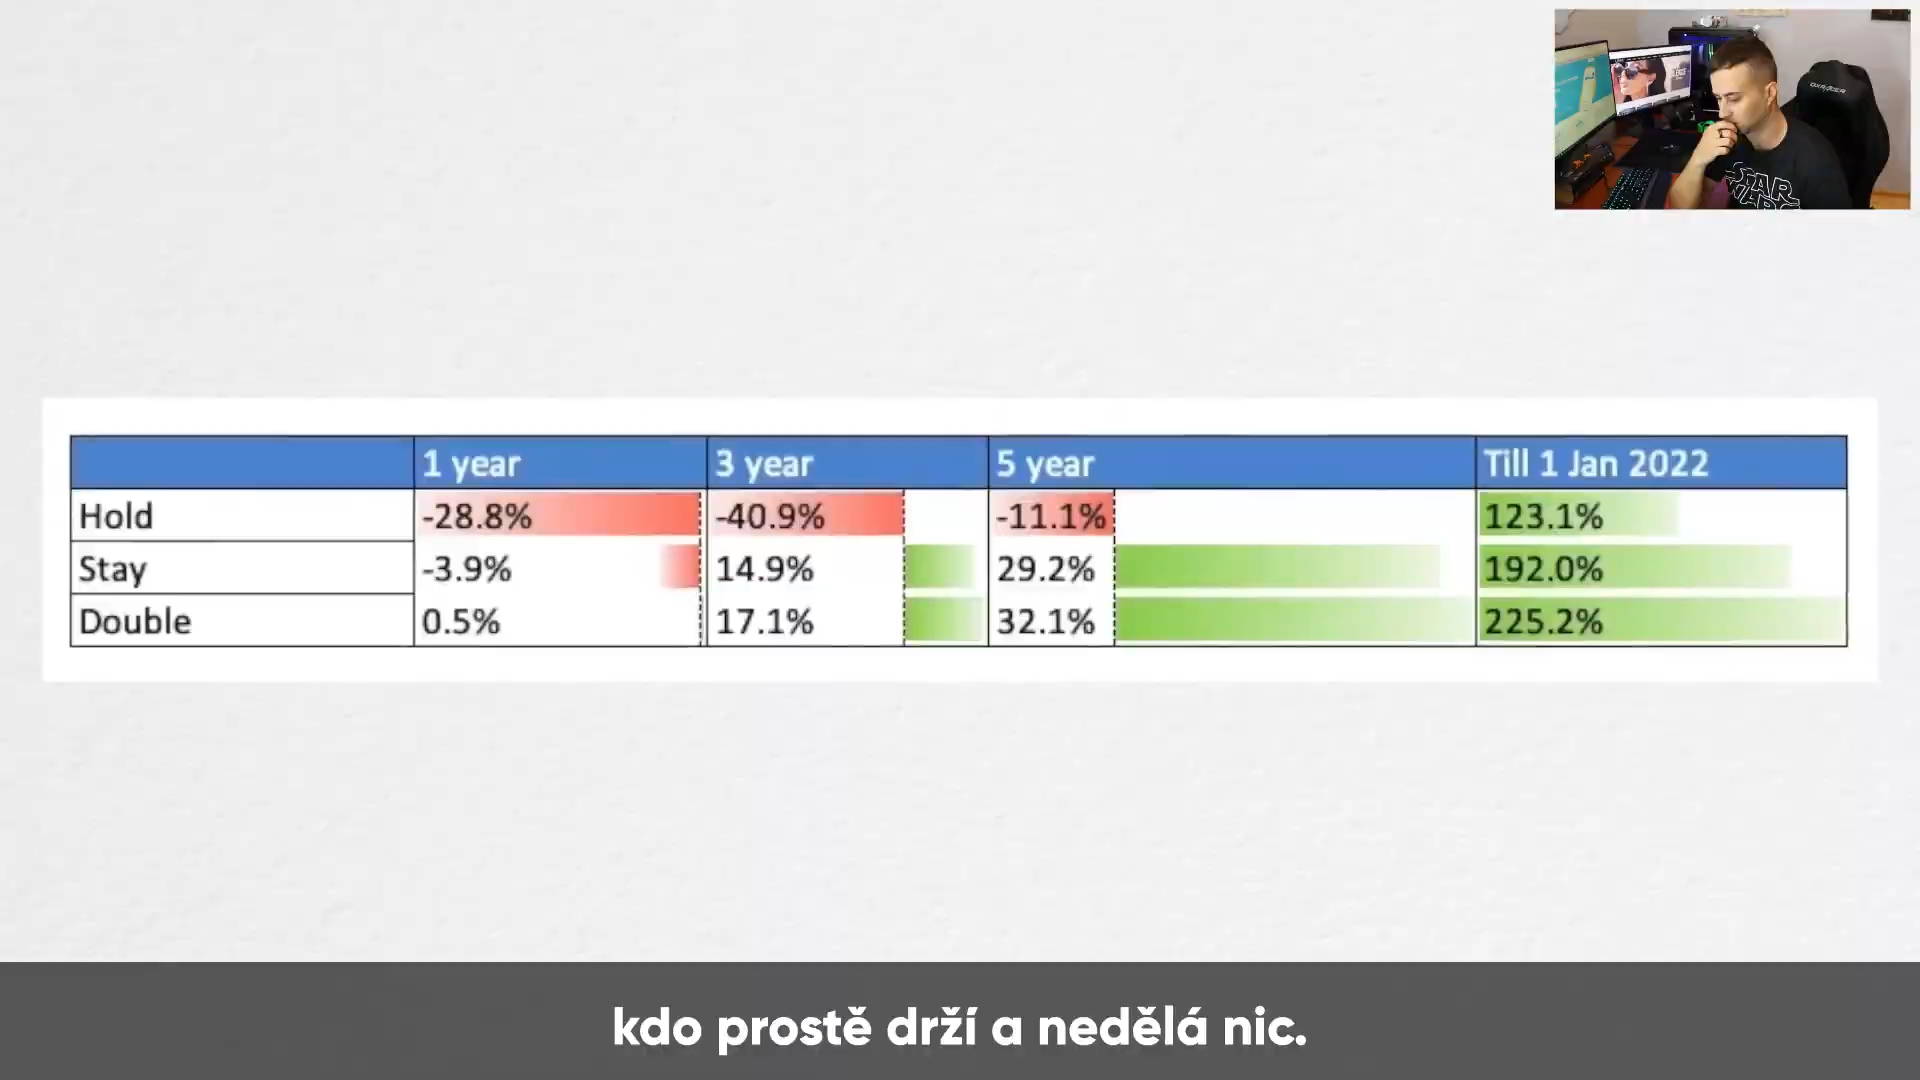 1 year 3 year 5 year Till 1 Jan 2022
Hold -28.8% -40.9% -11.1% 123.1%
Stay -3.9% 14.9% 29.2% 192.0%
Double 0.5% 17.1% 32.1% 225.2%
STAR
WARS
kdo prostě drží a nedělá nic.